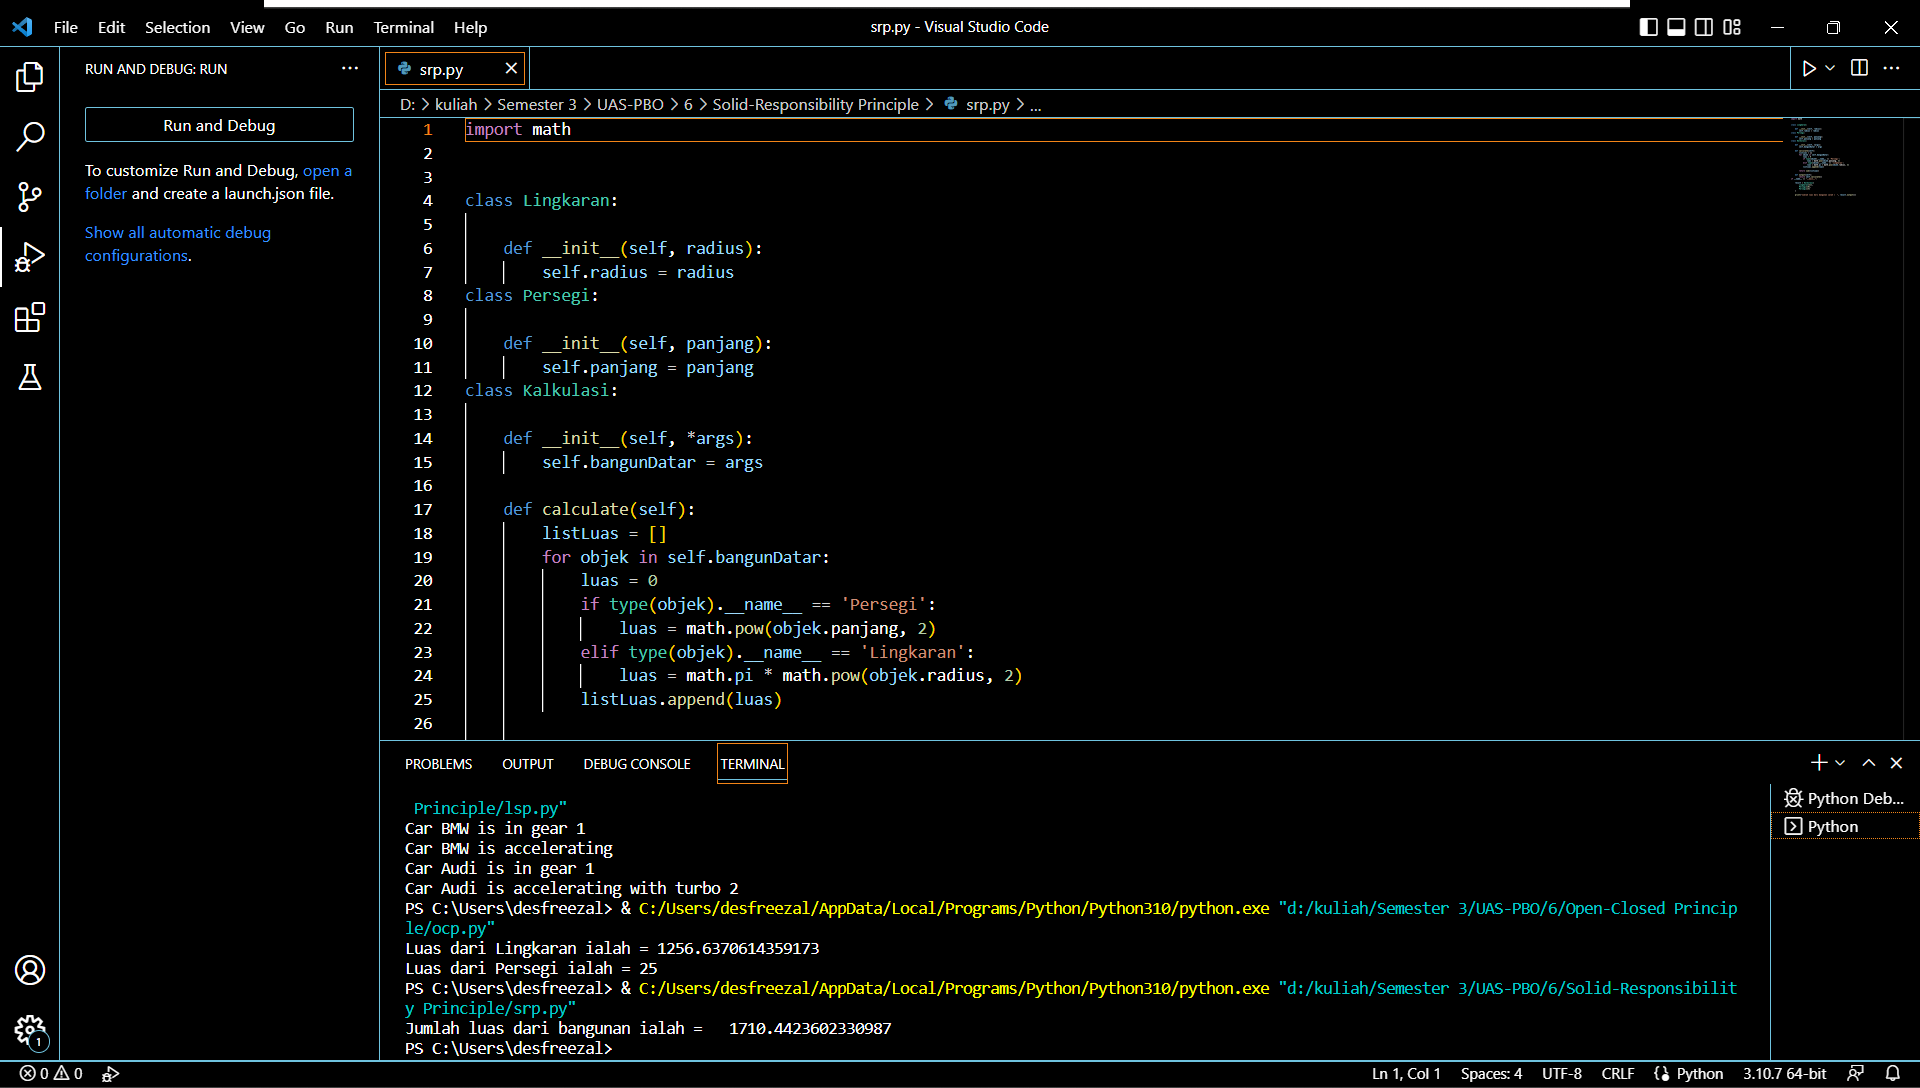 File Edit Selection View Go Run Terminal Help
srp.py - Visual Studio Code
RUN AND DEBUG: RUN
Run and Debug
To customize Run and Debug, open a
folder and create a launch.json file.
Show all automatic debug
configurations.
srp.py
D: > kuliah > Semester 3 > UAS-PBO > 6 > Solid-Responsibility Principle > srp.py > ...
1 import math
2
3
4 class Lingkaran:
5
6     def __init__(self, radius):
7         self.radius = radius
8 class Persegi:
9
10     def __init__(self, panjang):
11         self.panjang = panjang
12 class Kalkulasi:
13
14     def __init__(self, *args):
15         self.bangunDatar = args
16
17     def calculate(self):
18         listLuas = []
19         for objek in self.bangunDatar:
20             luas = 0
21             if type(objek).__name__ == 'Persegi':
22                 luas = math.pow(objek.panjang, 2)
23             elif type(objek).__name__ == 'Lingkaran':
24                 luas = math.pi * math.pow(objek.radius, 2)
25             listLuas.append(luas)
26
PROBLEMS OUTPUT DEBUG CONSOLE TERMINAL
Principle/lsp.py"
Car BMW is in gear 1
Car BMW is accelerating
Car Audi is in gear 1
Car Audi is accelerating with turbo 2
PS C:\Users\desfreezal> & C:/Users/desfreezal/AppData/Local/Programs/Python/Python310/python.exe "d:/kuliah/Semester 3/UAS-PBO/6/Open-Closed Princip
le/ocp.py"
Luas dari Lingkaran ialah = 1256.6370614359173
Luas dari Persegi ialah = 25
PS C:\Users\desfreezal> & C:/Users/desfreezal/AppData/Local/Programs/Python/Python310/python.exe "d:/kuliah/Semester 3/UAS-PBO/6/Solid-Responsibilit
y Principle/srp.py"
Jumlah luas dari bangunan ialah =   1710.4423602330987
PS C:\Users\desfreezal>
Python Deb...
Python
1
0 0
Ln 1, Col 1 Spaces: 4 UTF-8 CRLF Python 3.10.7 64-bit